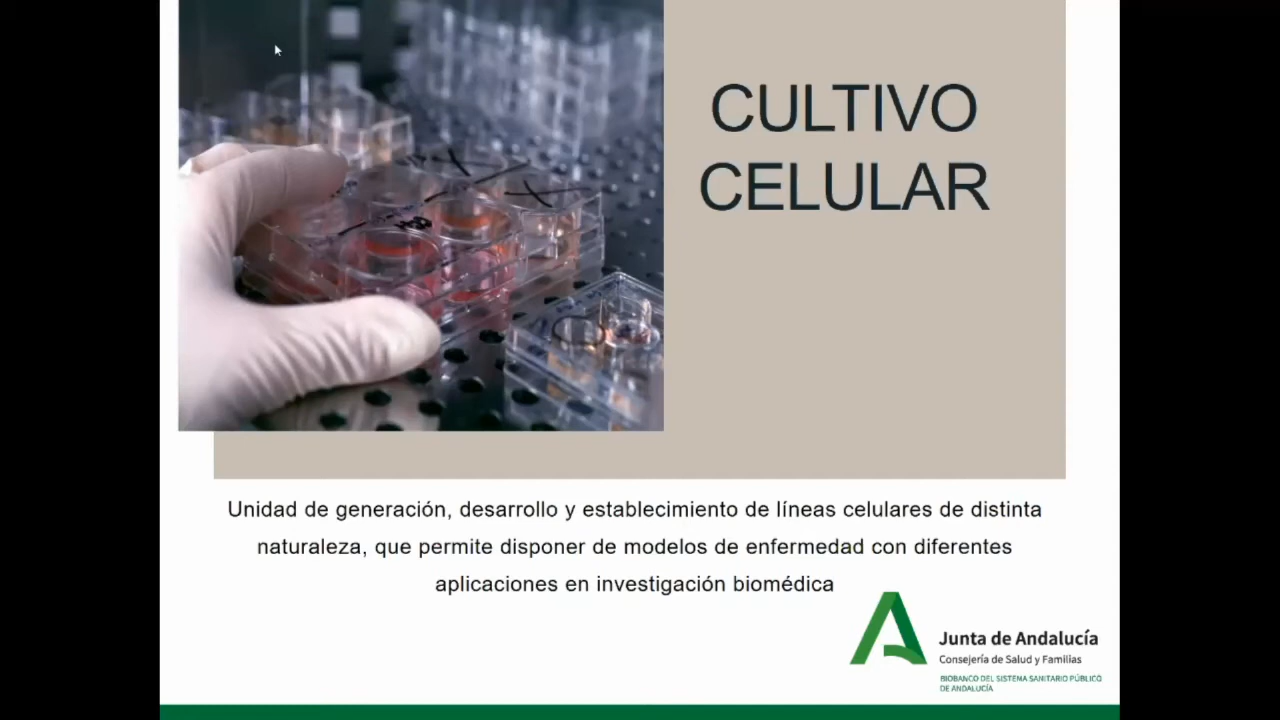 CULTIVO
CELULAR
Unidad de generación, desarrollo y establecimiento de líneas celulares de distinta
naturaleza, que permite disponer de modelos de enfermedad con diferentes
aplicaciones en investigación biomédica
Junta de Andalucía
Consejería de Salud y Familias
BIOBANCO DEL SISTEMA SANITARIO PÚBLICO
DE ANDALUCÍA